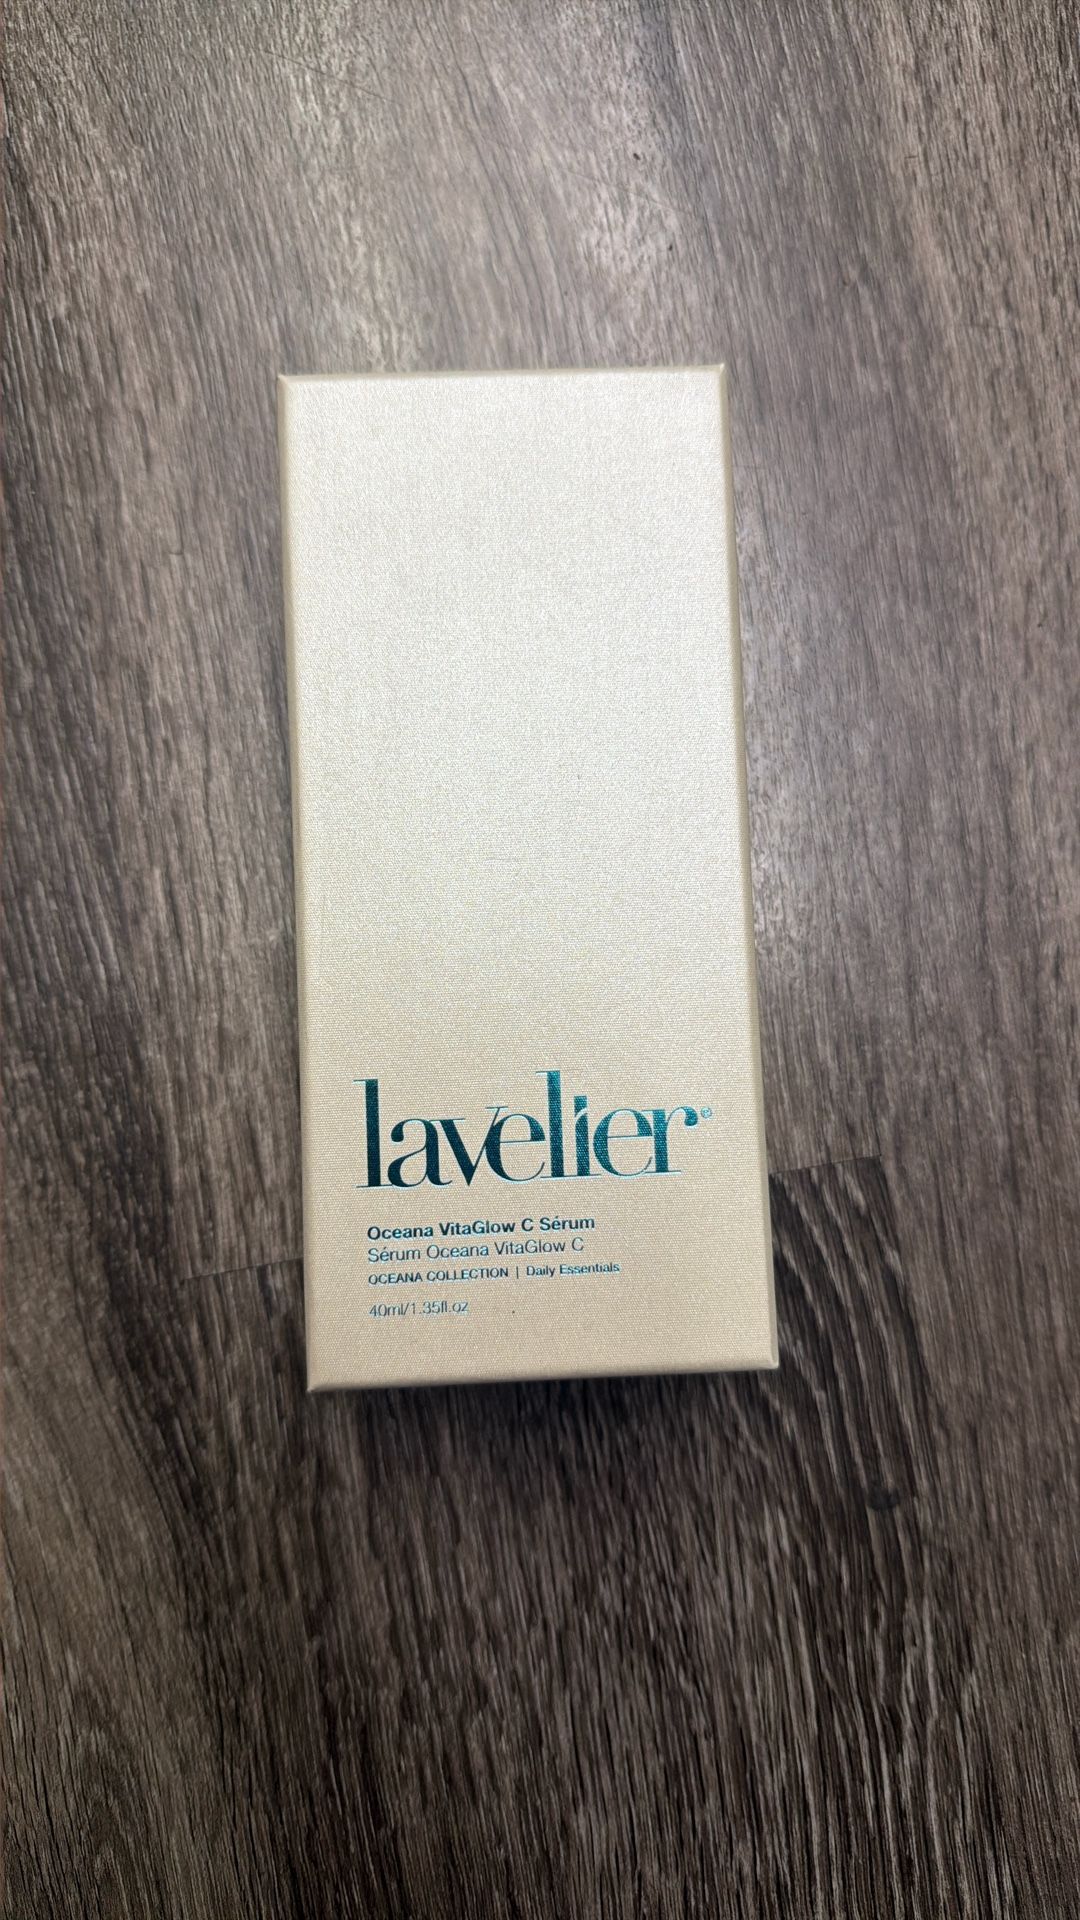 lavelier®
Oceana VitaGlow C Sérum
Sérum Oceana VitaGlow C
OCEANA COLLECTION | Daily Essentials
40ml/1.35fl.oz